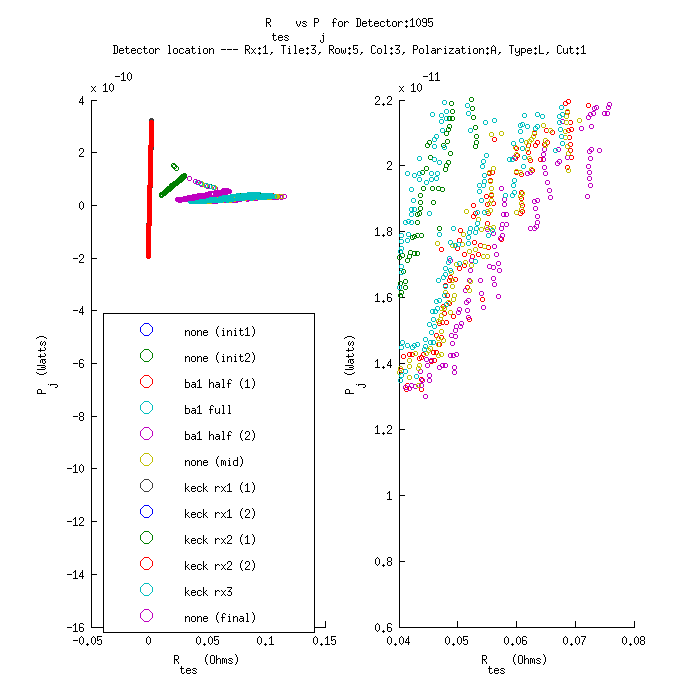 R    vs P  for Detector:1095
tes     j
Detector location --- Rx:1, Tile:3, Row:5, Col:3, Polarization:A, Type:L, Cut:1
x 10^-10
4
2
0
-2
-4
-6
-8
-10
-12
-14
-16
-0.05 0 0.05 0.1 0.15
P_j (Watts)
R_tes (Ohms)
none (init1)
none (init2)
ba1 half (1)
ba1 full
ba1 half (2)
none (mid)
keck rx1 (1)
keck rx1 (2)
keck rx2 (1)
keck rx2 (2)
keck rx3
none (final)
x 10^-11
2.2
2
1.8
1.6
1.4
1.2
1
0.8
0.6
0.04 0.05 0.06 0.07 0.08
P_j (Watts)
R_tes (Ohms)